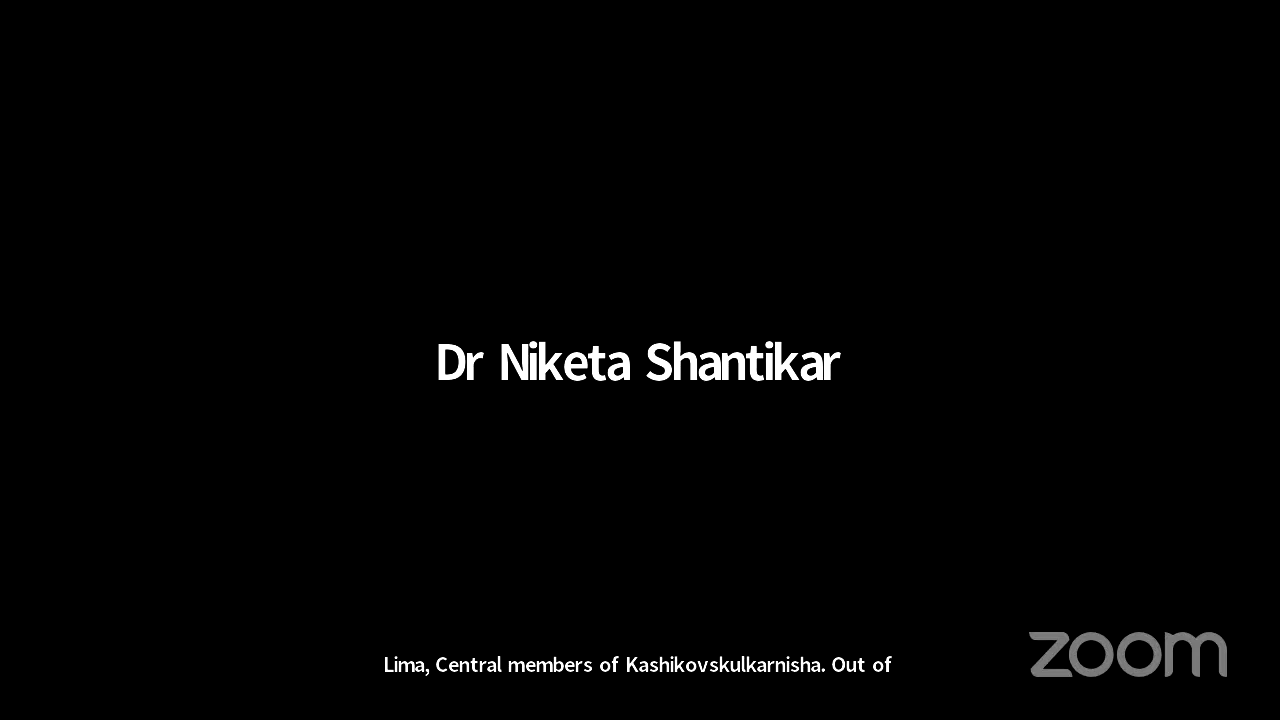 Dr Niketa Shantikar
Lima, Central members of Kashikovskulkarnisha. Out of
zoom